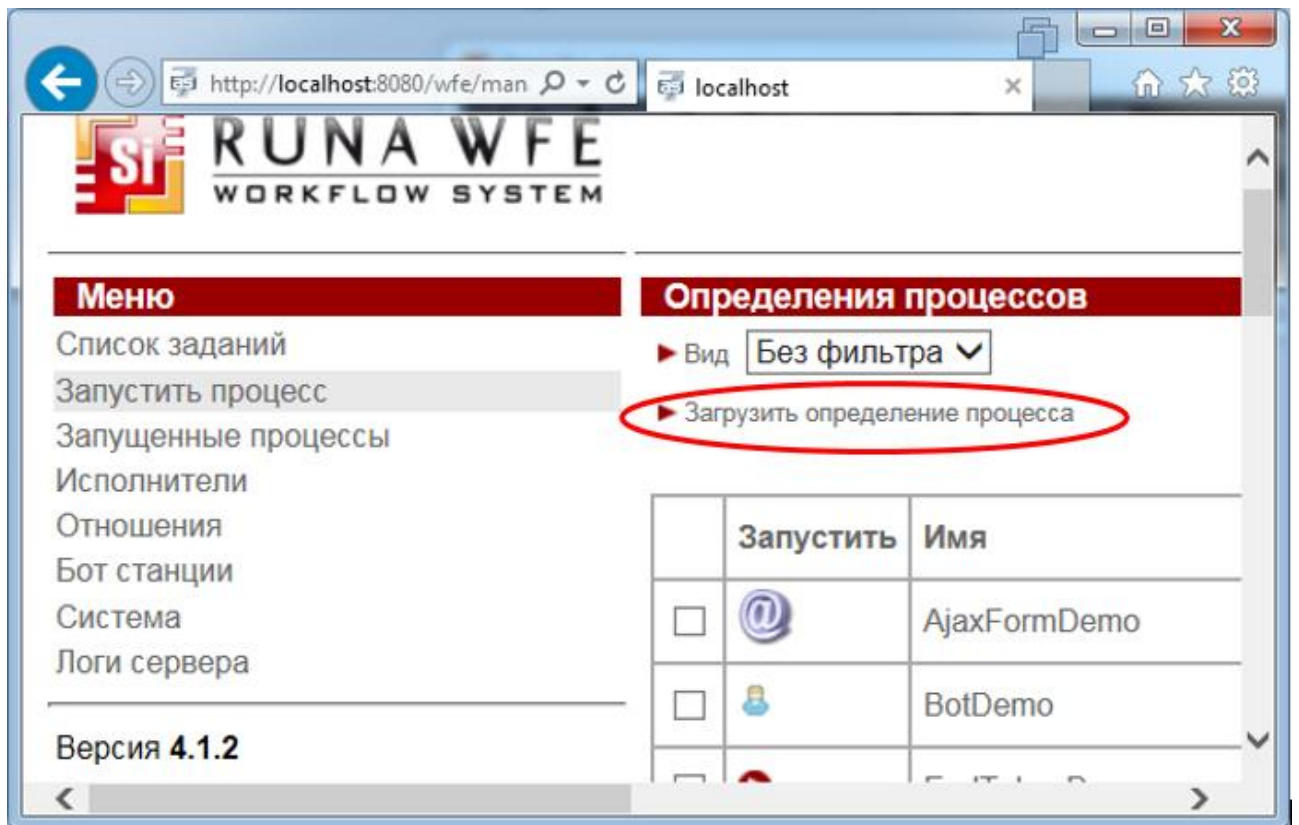 http://localhost:8080/wfe/man
localhost
Si
RUNA WFE
WORKFLOW SYSTEM
Меню
Список заданий
Запустить процесс
Запущенные процессы
Исполнители
Отношения
Бот станции
Система
Логи сервера
Версия 4.1.2
Определения процессов
Вид Без фильтра
Загрузить определение процесса
Запустить Имя
@ AjaxFormDemo
BotDemo